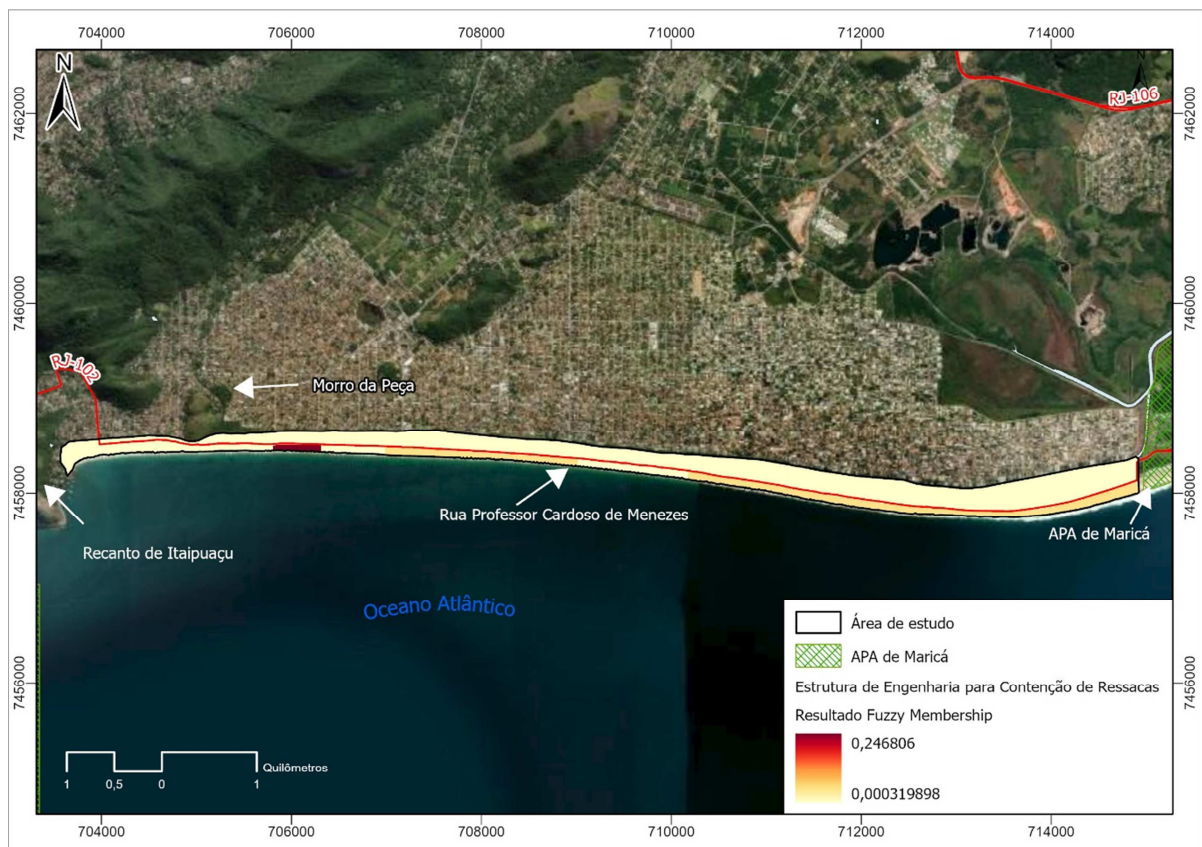 704000 706000 708000 710000 712000 714000
N
RJ-106
7462000 7462000
7460000 7460000
RJ-102
Morro da Peça
7458000 7458000
Rua Professor Cardoso de Menezes
Recanto de Itaipuaçu
APA de Maricá
Oceano Atlântico
7456000 7456000
Área de estudo
APA de Maricá
Estrutura de Engenharia para Contenção de Ressacas
Resultado Fuzzy Membership
0,246806
0,000319898
Quilômetros
1 0,5 0 1
704000 706000 708000 710000 712000 714000